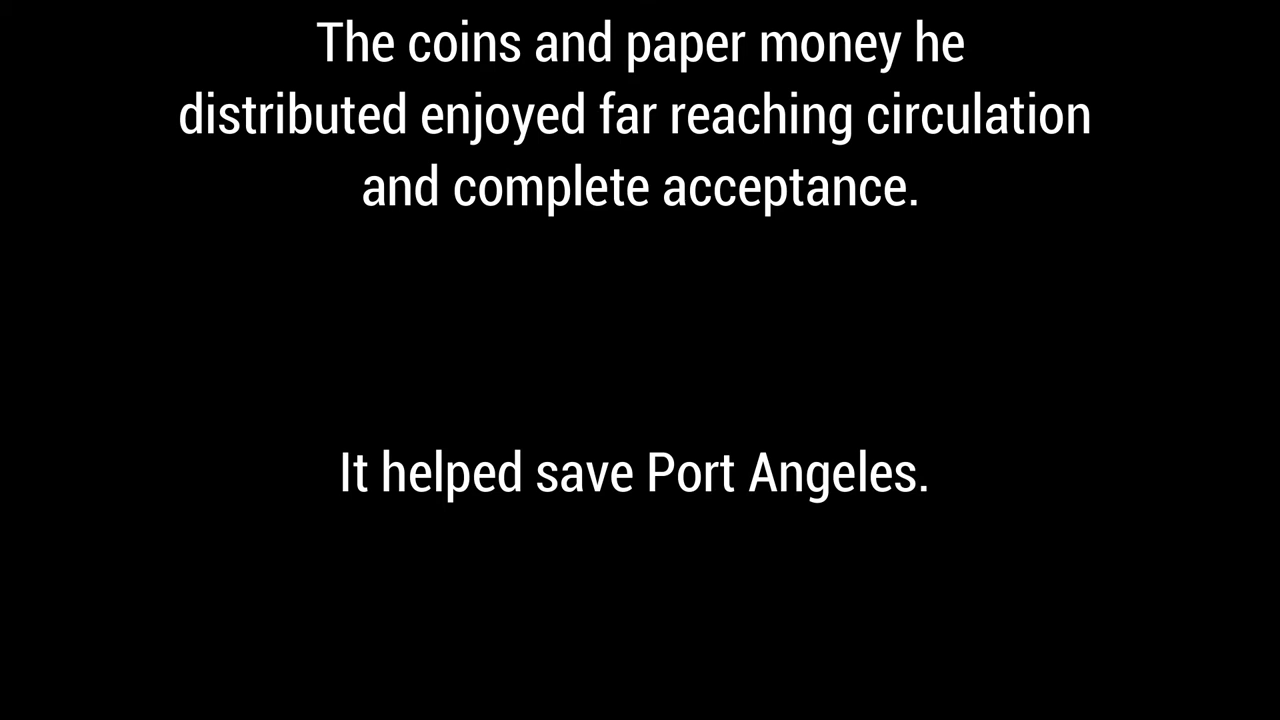 The coins and paper money he
distributed enjoyed far reaching circulation
and complete acceptance.
It helped save Port Angeles.